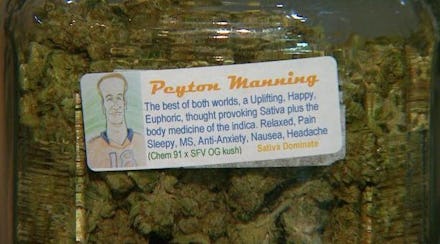 Peyton Manning
The best of both worlds, a Uplifting, Happy,
Euphoric, thought provoking Sativa plus the
body medicine of the indica. Relaxed, Pain
Sleepy, MS, Anti-Anxiety, Nausea, Headache
(Chem 91 x SFV OG kush) Sativa Dominate
18